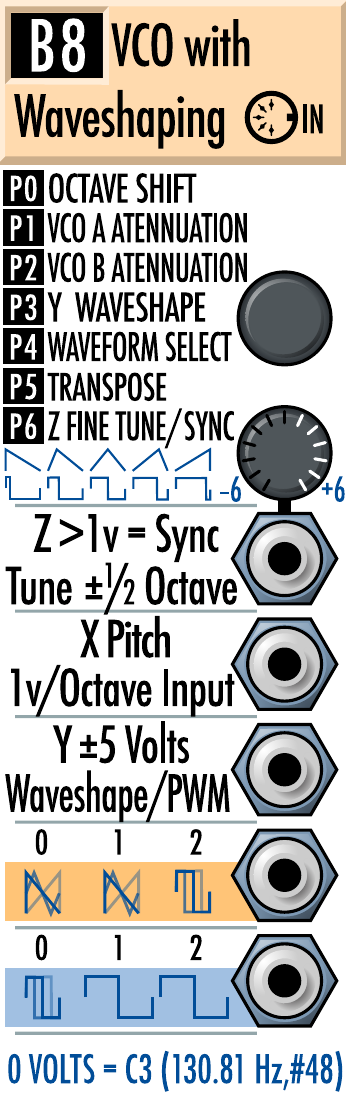 B8 VCO with
Waveshaping IN
P0 OCTAVE SHIFT
P1 VCO A ATENNUATION
P2 VCO B ATENNUATION
P3 Y WAVESHAPE
P4 WAVEFORM SELECT
P5 TRANSPOSE
P6 Z FINE TUNE/SYNC
-6 +6
Z >1v = Sync
Tune ±½ Octave
X Pitch
1v/Octave Input
Y ±5 Volts
Waveshape/PWM
0 1 2
0 1 2
0 VOLTS = C3 (130.81 Hz,#48)